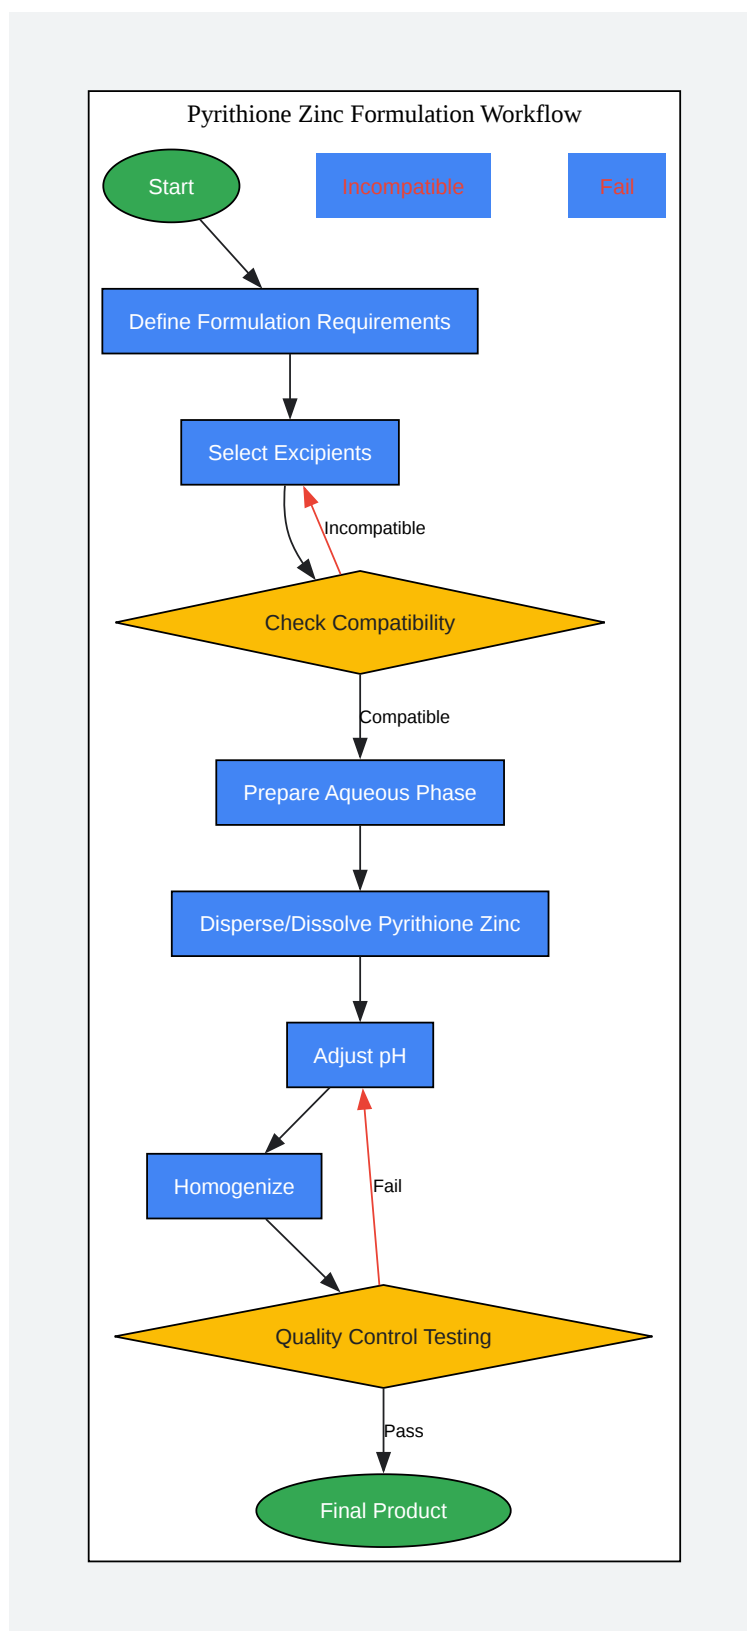 Pyrithione Zinc Formulation Workflow
Start
Incompatible
Fail
Define Formulation Requirements
Select Excipients
Incompatible
Check Compatibility
Compatible
Prepare Aqueous Phase
Disperse/Dissolve Pyrithione Zinc
Adjust pH
Homogenize
Fail
Quality Control Testing
Pass
Final Product